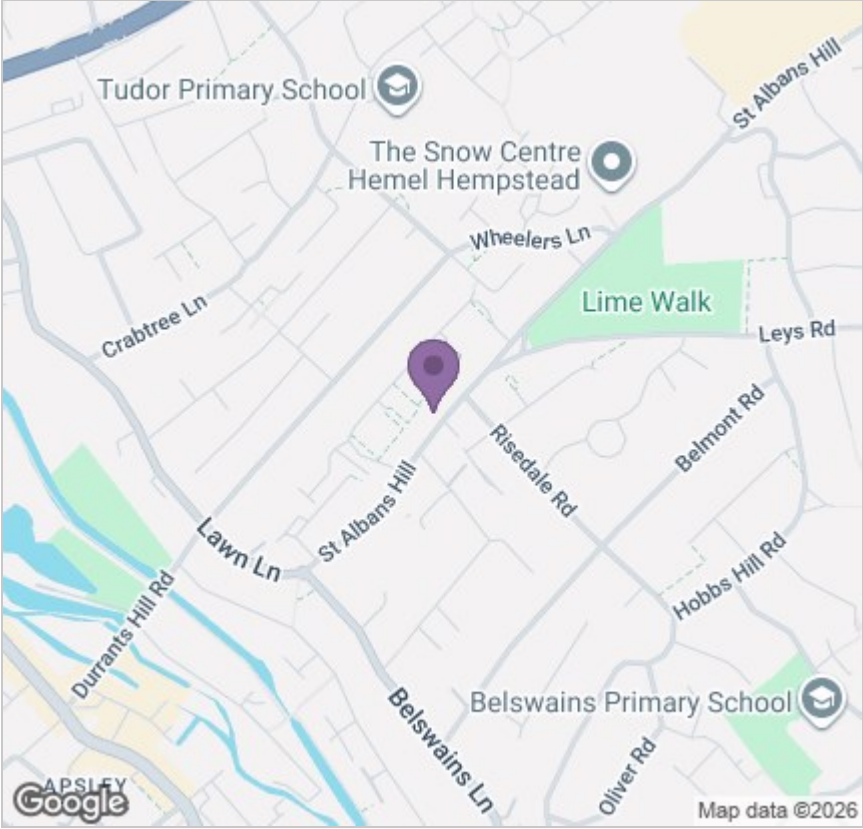 Tudor Primary School
St Albans Hill
The Snow Centre
Hemel Hempstead
Wheelers Ln
Lime Walk
Crabtree Ln
Leys Rd
Belmont Rd
Risedale Rd
St Albans Hill
Lawn Ln
Hobbs Hill Rd
Durrants Hill Rd
Belswains Primary School
Belswains Ln
Oliver Rd
APSLEY
Google
Map data ©2026